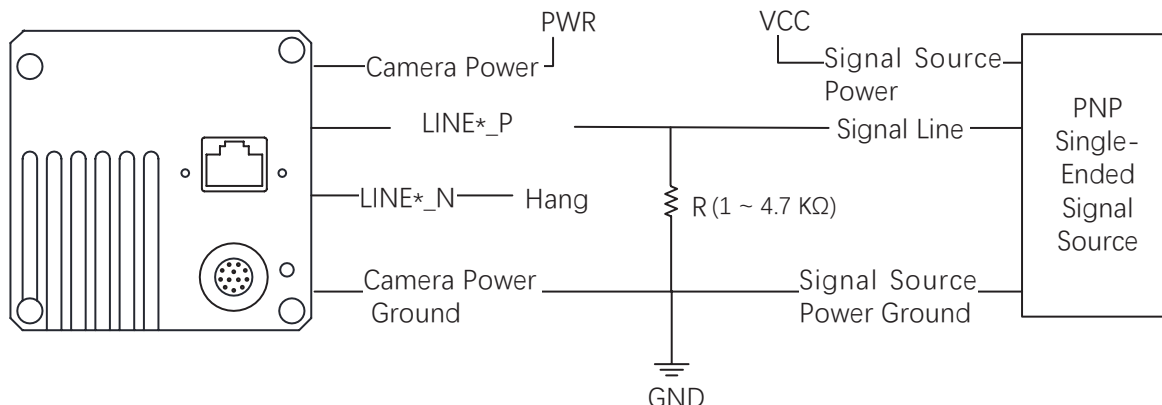 PWR
VCC
Camera Power
Signal Source
Power
LINE*_P
Signal Line
PNP
Single-
Ended
Signal
Source
LINE*_N
Hang
R (1 ~ 4.7 KΩ)
Camera Power
Ground
Signal Source
Power Ground
GND